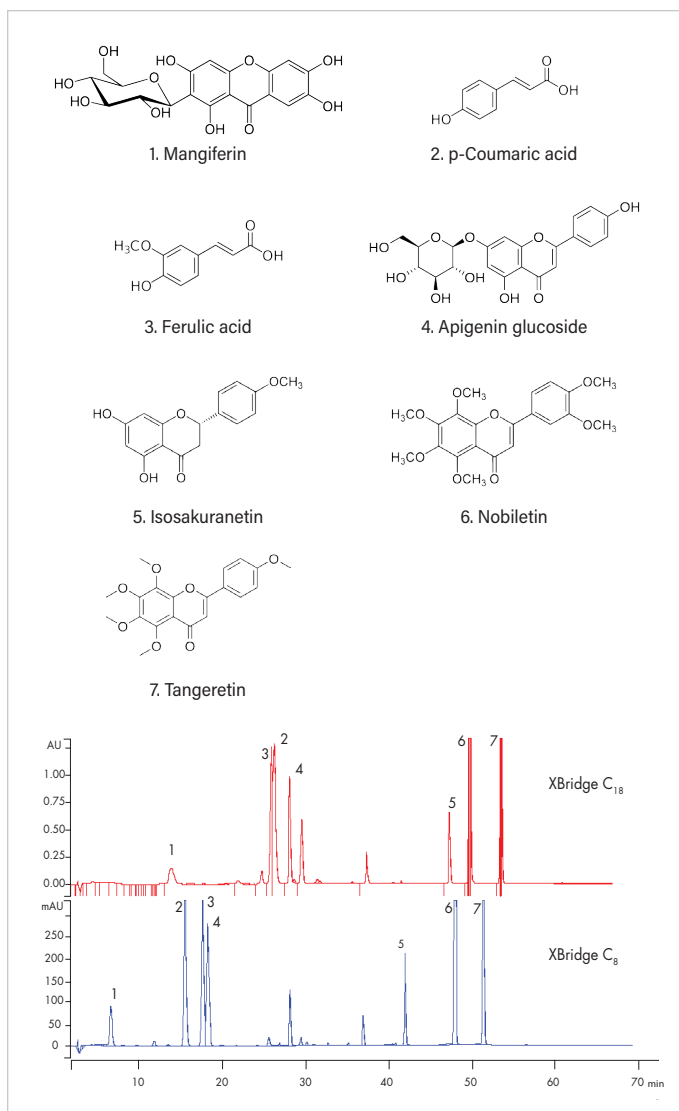 OH
HO
HO
HO
OH
O
HO
O
OH
OH
OH
O
1. Mangiferin
HO
O
OH
2. p-Coumaric acid
H₃CO
HO
O
OH
3. Ferulic acid
HO
HO
O
O
HO
OH
OH
OH
O
O
OH
4. Apigenin glucoside
HO
O
OCH₃
OH
O
5. Isosakuranetin
OCH₃
H₃CO
H₃CO
OCH₃
O
O
OCH₃
OCH₃
6. Nobiletin
O
O
O
O
O
O
O
7. Tangeretin
AU
1.00
0.75
0.50
0.25
0.00
1
3
2
4
5
6
7
XBridge C₁₈
mAU
250
200
150
100
50
0
1
2
3
4
5
6
7
XBridge C₈
10 20 30 40 50 60 70 min